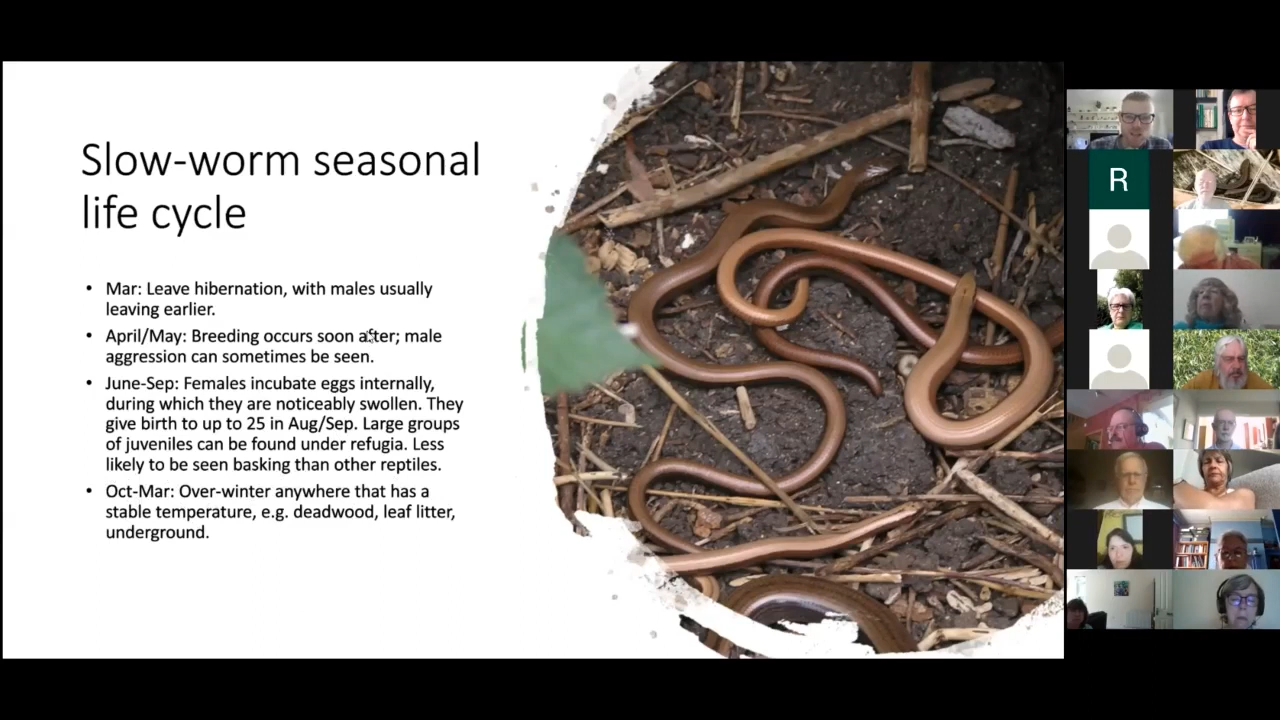 Slow-worm seasonal
life cycle
• Mar: Leave hibernation, with males usually
leaving earlier.
• April/May: Breeding occurs soon after; male
aggression can sometimes be seen.
• June-Sep: Females incubate eggs internally,
during which they are noticeably swollen. They
give birth to up to 25 in Aug/Sep. Large groups
of juveniles can be found under refugia. Less
likely to be seen basking than other reptiles.
• Oct-Mar: Over-winter anywhere that has a
stable temperature, e.g. deadwood, leaf litter,
underground.
R